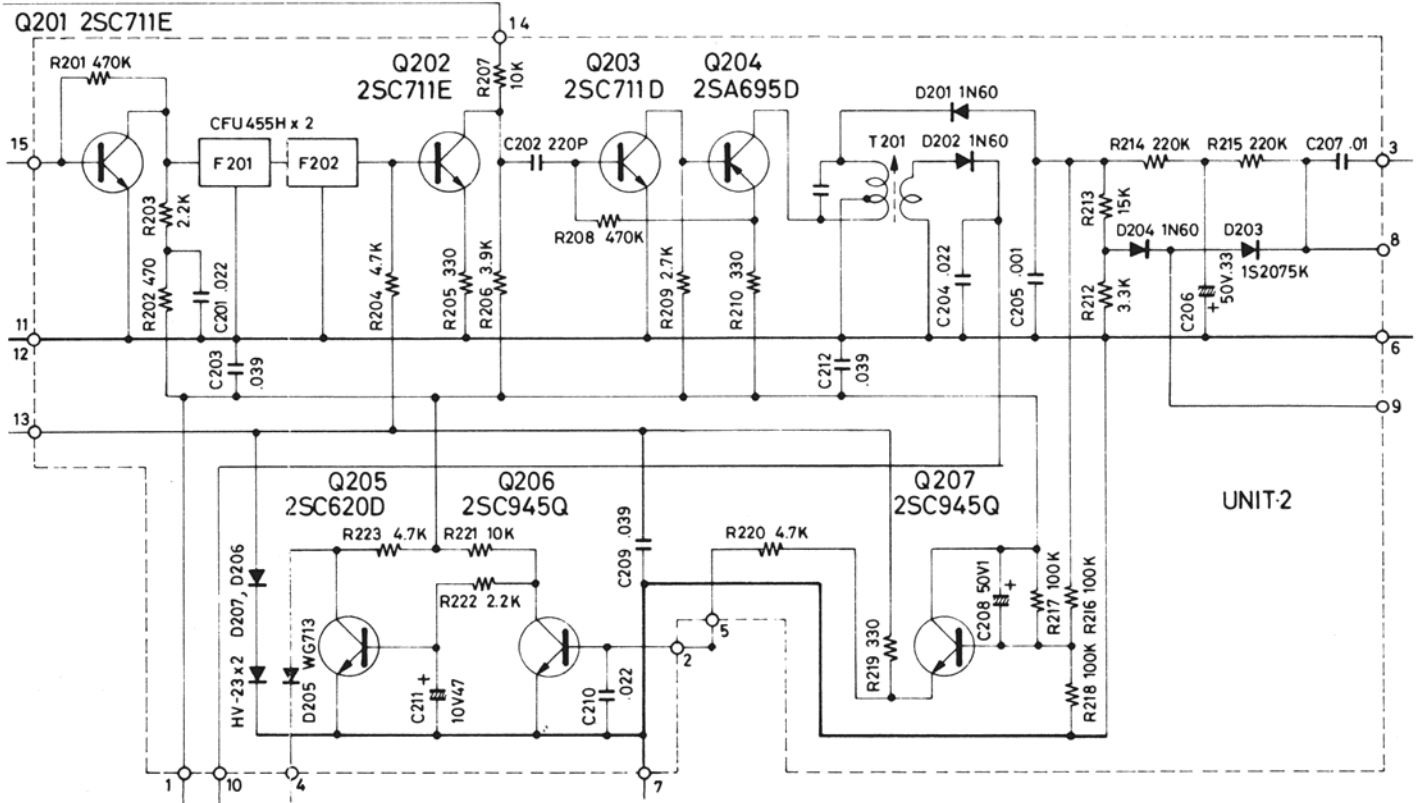 Q201 2SC711E
14
R201 470K
R207
10K
Q202
2SC711E
Q203
2SC711D
Q204
2SA695D
D201 1N60
CFU455H x 2
15
F201
F202
C202 220P
T201
D202 1N60
R214 220K
R215 220K
C207 .01
3
R203
2.2K
R208 470K
R213
15K
D204 1N60
D203
1S2075K
8
R202 470
C201 .022
R204 4.7K
R205 330
R206 3.9K
R209 2.7K
R210 330
C204 .022
C205 .001
R212
3.3K
C206
50V.33
+
11
12
6
C203
.039
C212
.039
9
13
Q205
2SC620D
Q206
2SC945Q
Q207
2SC945Q
UNIT-2
R223 4.7K
R221 10K
R222 2.2K
C209 .039
R220 4.7K
HV-23 x 2 D207, D206
D205 WG713
C208 50V1
+
R217 100K
R216 100K
5
2
R219 330
R218 100K
C211
+
10V47
C210
.022
1
10
4
7